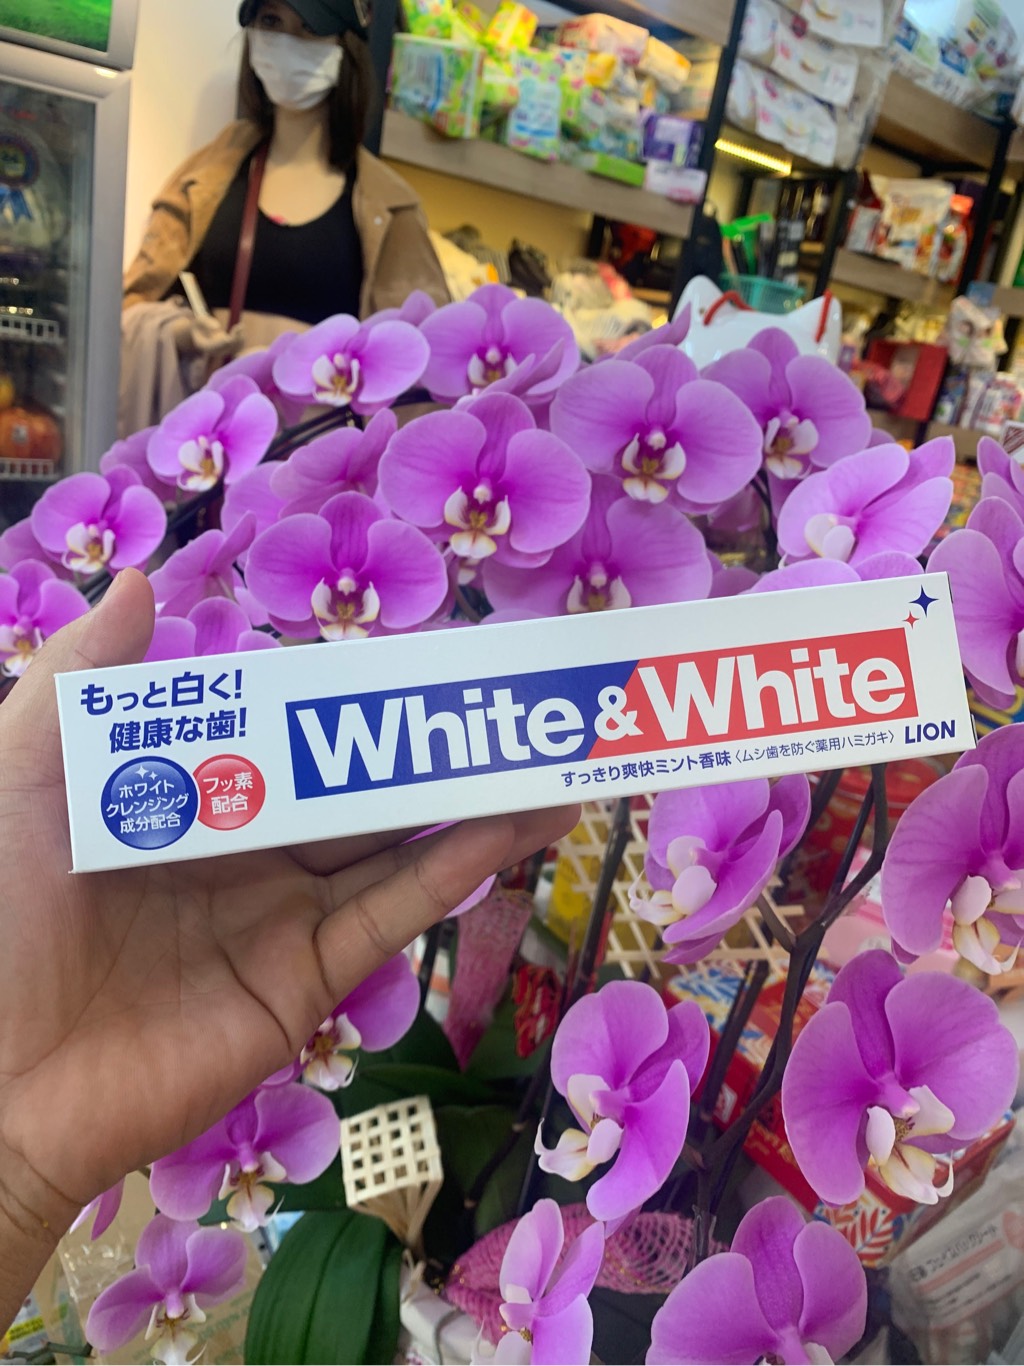 もっと白く!
健康な歯!
ホワイト
クレンジング
成分配合
フッ素
配合
White & White
すっきり爽快ミント香味〈ムシ歯を防ぐ薬用ハミガキ〉 LION